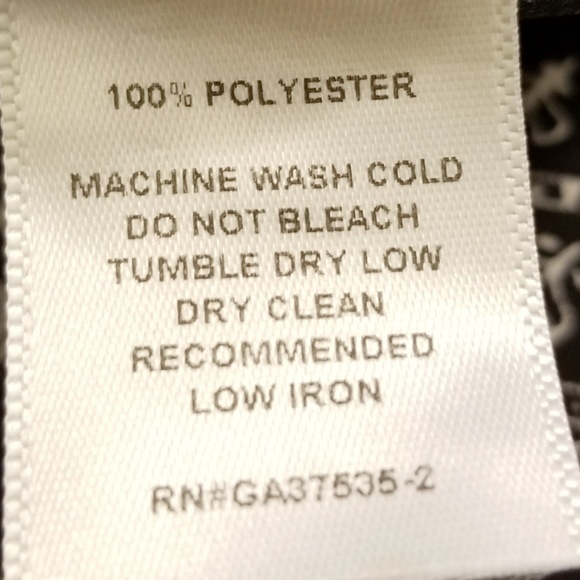 100% POLYESTER
MACHINE WASH COLD
DO NOT BLEACH
TUMBLE DRY LOW
DRY CLEAN
RECOMMENDED
LOW IRON
RN#GA37535-2